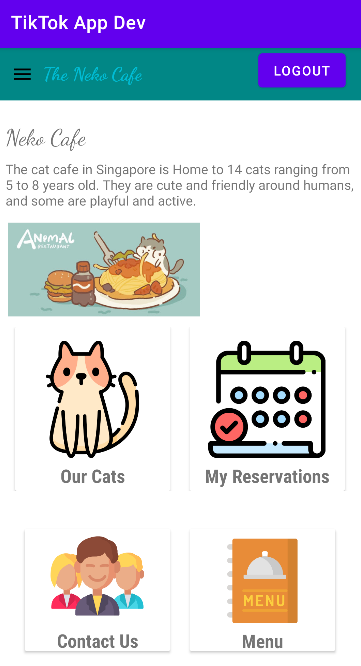 TikTok App Dev
The Neko Cafe
LOGOUT
Neko Cafe
The cat cafe in Singapore is Home to 14 cats ranging from
5 to 8 years old. They are cute and friendly around humans,
and some are playful and active.
ANIMAL
RESTAURANT
Our Cats
My Reservations
MENU
Contact Us
Menu